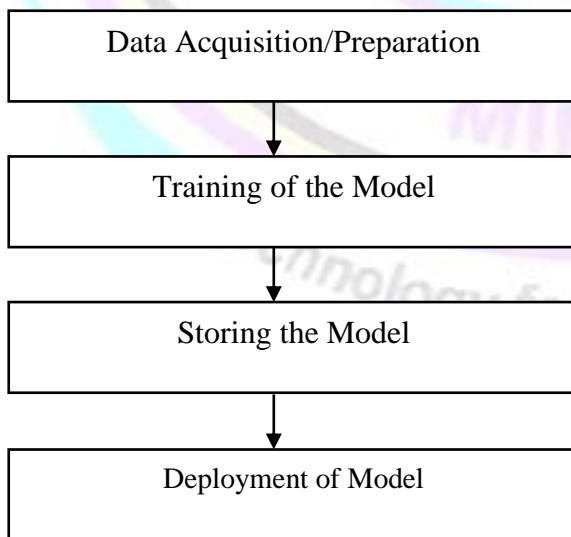 Data Acquisition/Preparation
Training of the Model
Storing the Model
Deployment of Model